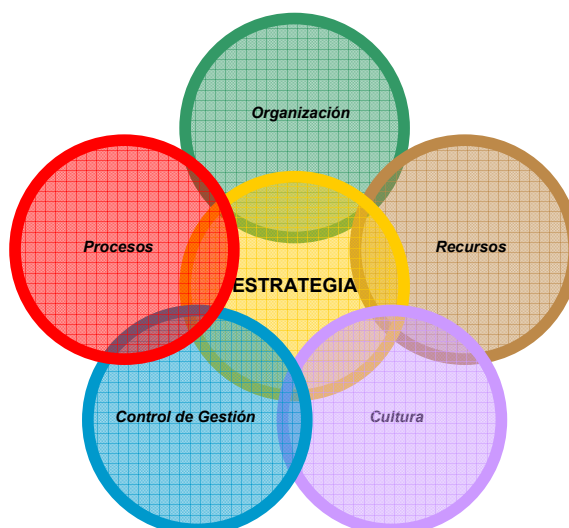 Organización
Procesos
Recursos
ESTRATEGIA
Control de Gestión
Cultura